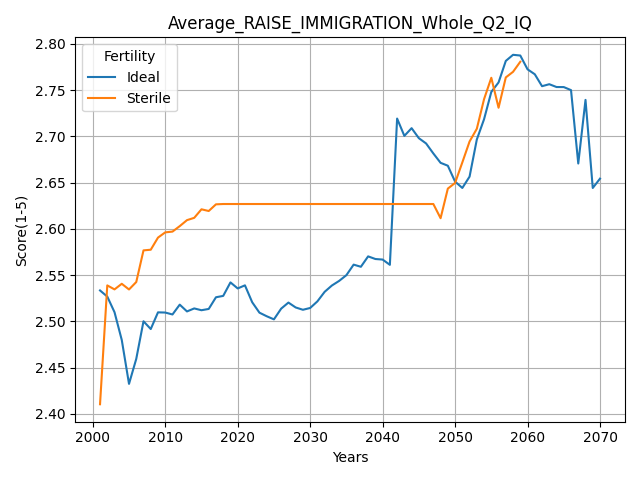 Average_RAISE_IMMIGRATION_Whole_Q2_IQ
Fertility
Ideal
Sterile
2.80
2.75
2.70
2.65
2.60
2.55
2.50
2.45
2.40
Score(1-5)
2000 2010 2020 2030 2040 2050 2060 2070
Years